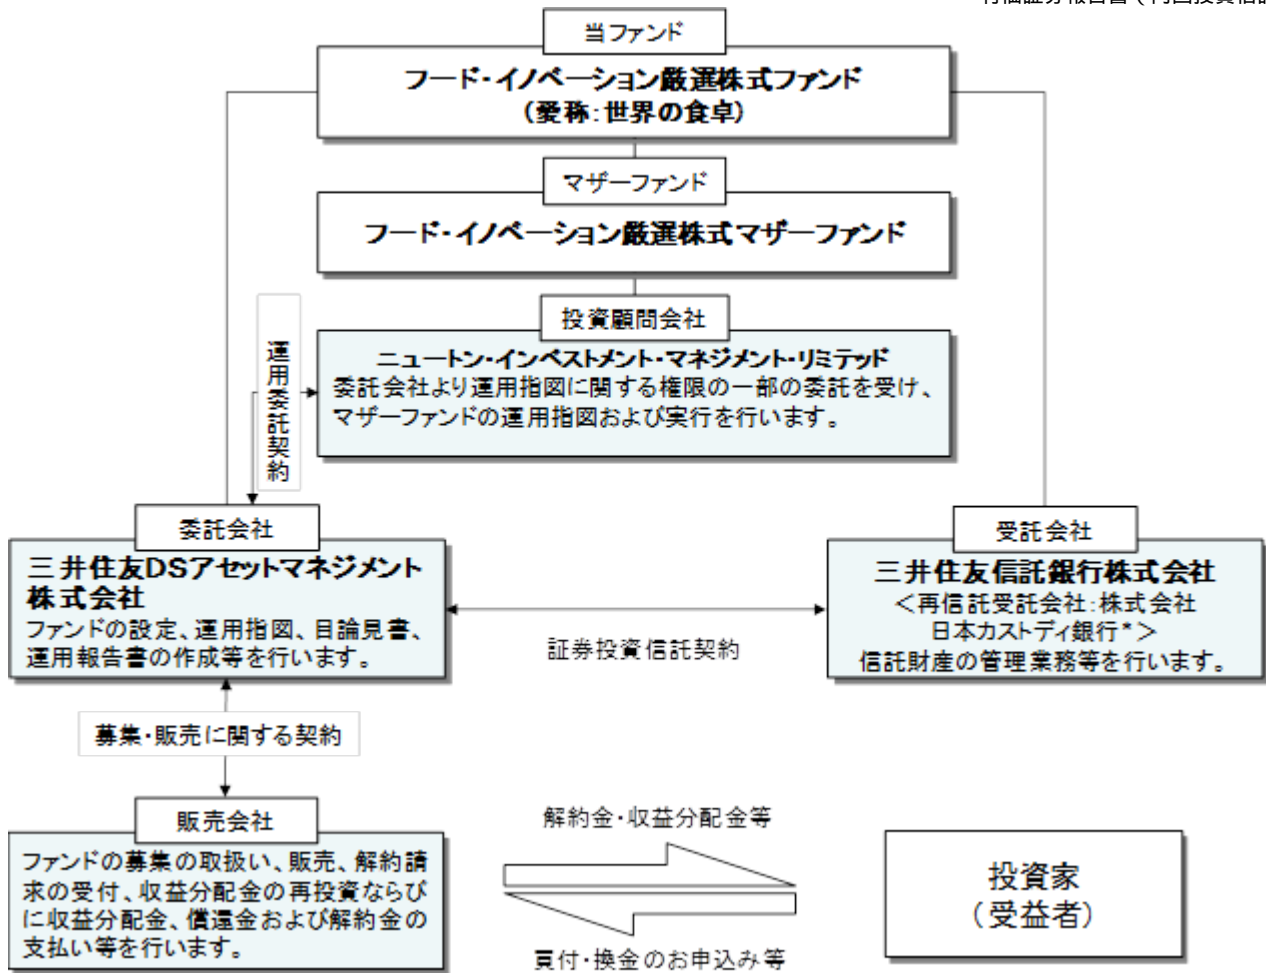 当ファンド
フード・イノベーション厳選株式ファンド
(愛称:世界の食卓)
マザーファンド
フード・イノベーション厳選株式マザーファンド
投資顧問会社
ニュートン・インベストメント・マネジメント・リミテッド
委託会社より運用指図に関する権限の一部の委託を受け、
マザーファンドの運用指図および実行を行います。
運用委託契約
委託会社
三井住友DSアセットマネジメント
株式会社
ファンドの設定、運用指図、目論見書、
運用報告書の作成等を行います。
証券投資信託契約
受託会社
三井住友信託銀行株式会社
<再信託受託会社:株式会社
日本カストディ銀行*>
信託財産の管理業務等を行います。
募集・販売に関する契約
販売会社
ファンドの募集の取扱い、販売、解約請
求の受付、収益分配金の再投資ならび
に収益分配金、償還金および解約金の
支払い等を行います。
解約金・収益分配金等
買付・換金のお申込み等
投資家
(受益者)